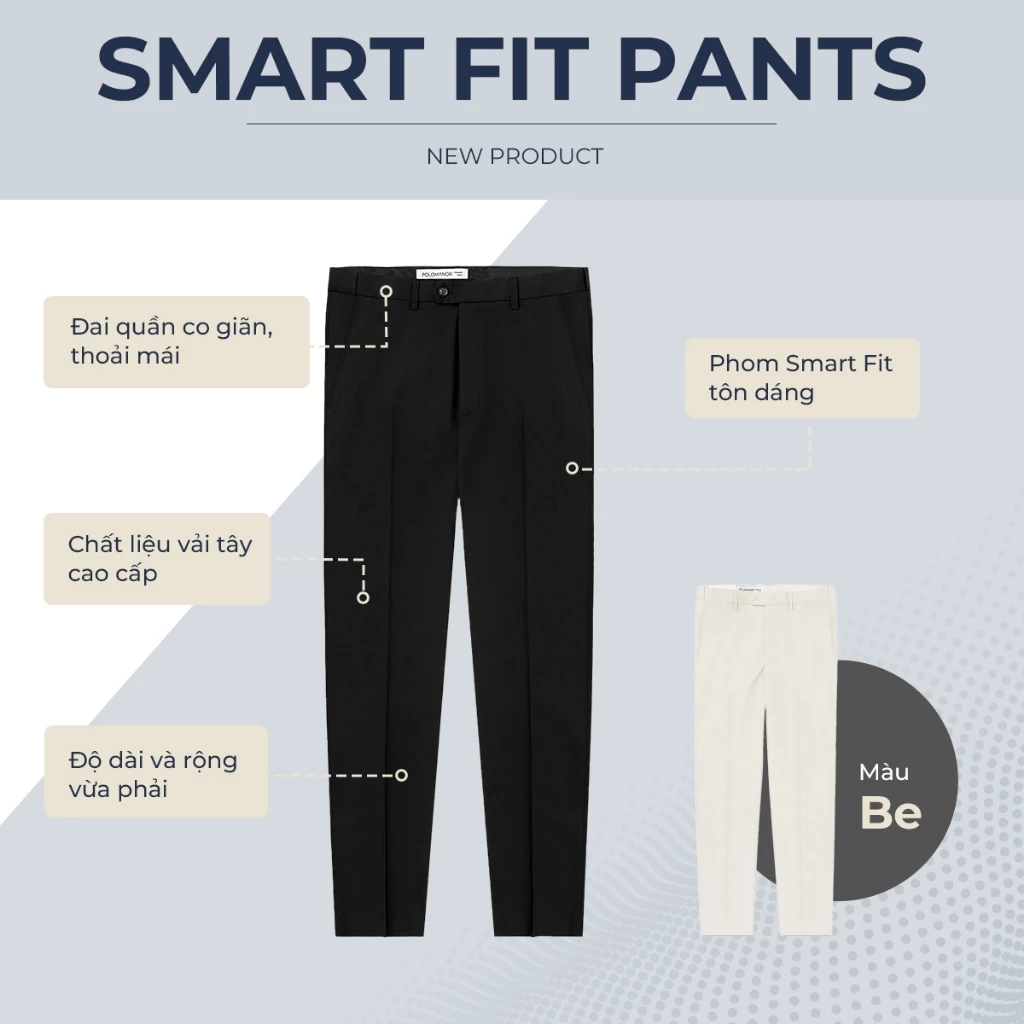 SMART FIT PANTS
NEW PRODUCT
POLOMANOR
Đai quần co giãn,
thoải mái
Phom Smart Fit
tôn dáng
Chất liệu vải tây
cao cấp
Độ dài và rộng
vừa phải
Màu
Be